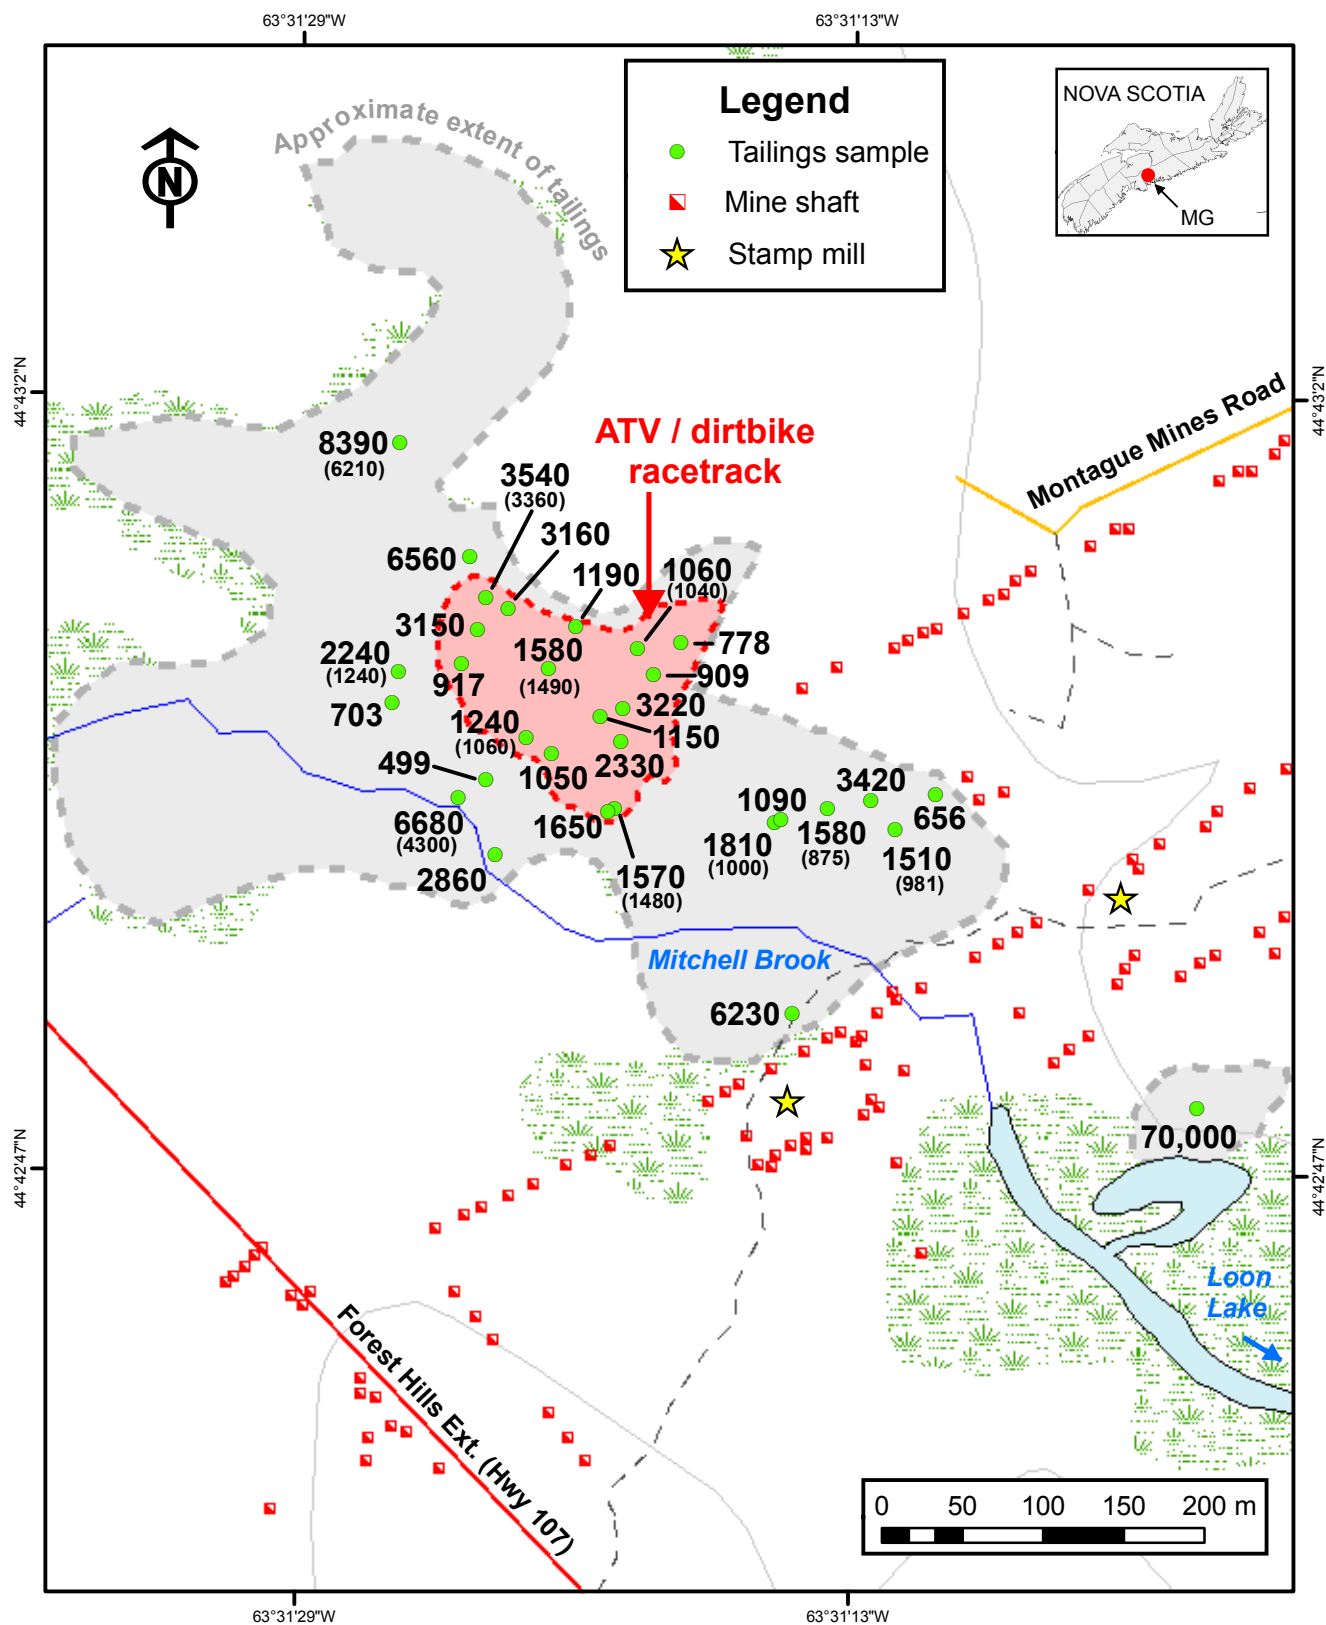 63°31'29"W
63°31'13"W
Legend
Tailings sample
Mine shaft
Stamp mill
NOVA SCOTIA
MG
N
Approximate extent of tailings
44°43'2"N
44°43'2"N
Montague Mines Road
ATV / dirtbike
racetrack
8390
(6210)
3540
(3360)
3160
6560
1190
1060
(1040)
3150
1580
(1490)
778
2240
(1240)
917
909
703
3220
1240
(1060)
1150
499
1050
2330
3420
1090
656
6680
(4300)
1650
1810
(1000)
1580
(875)
1510
(981)
2860
1570
(1480)
Mitchell Brook
6230
70,000
44°42'47"N
44°42'47"N
Loon
Lake
Forest Hills Ext. (Hwy 107)
0 50 100 150 200 m
63°31'29"W
63°31'13"W